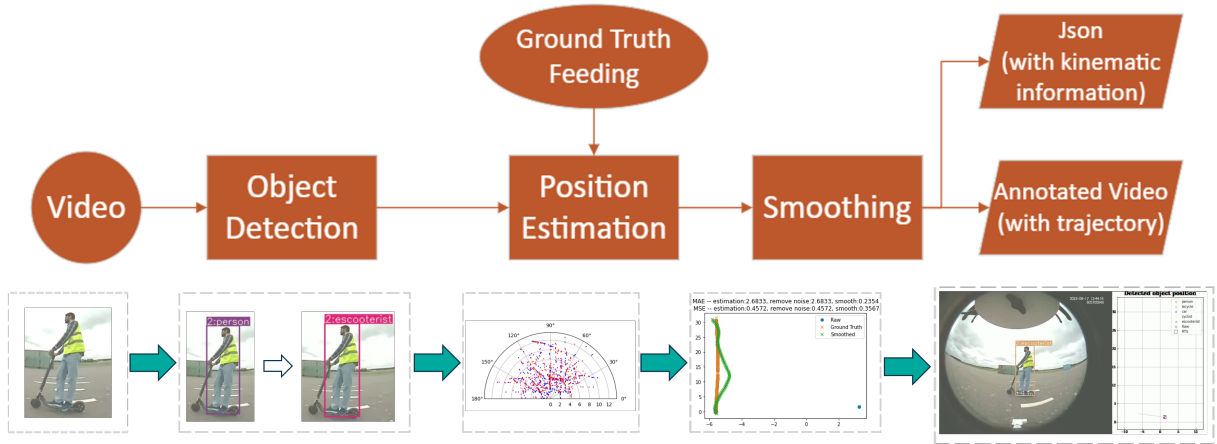 Ground Truth
Feeding
Json
(with kinematic
information)
Video
Object
Detection
Position
Estimation
Smoothing
Annotated Video
(with trajectory)
2:person
2:escooterist
90°
120°
60°
150°
30°
180°
0°
0 2 4 6 8 10 12
MAE -- estimation:2.6833, remove noise:2.6833, smooth:0.2354
MSE -- estimation:0.4572, remove noise:0.4572, smooth:0.3567
Raw
Ground Truth
Smoothed
30
25
20
15
10
5
0
−6 −4 −2 0 2
Detected object position
person
bicycle
car
cyclist
escooterist